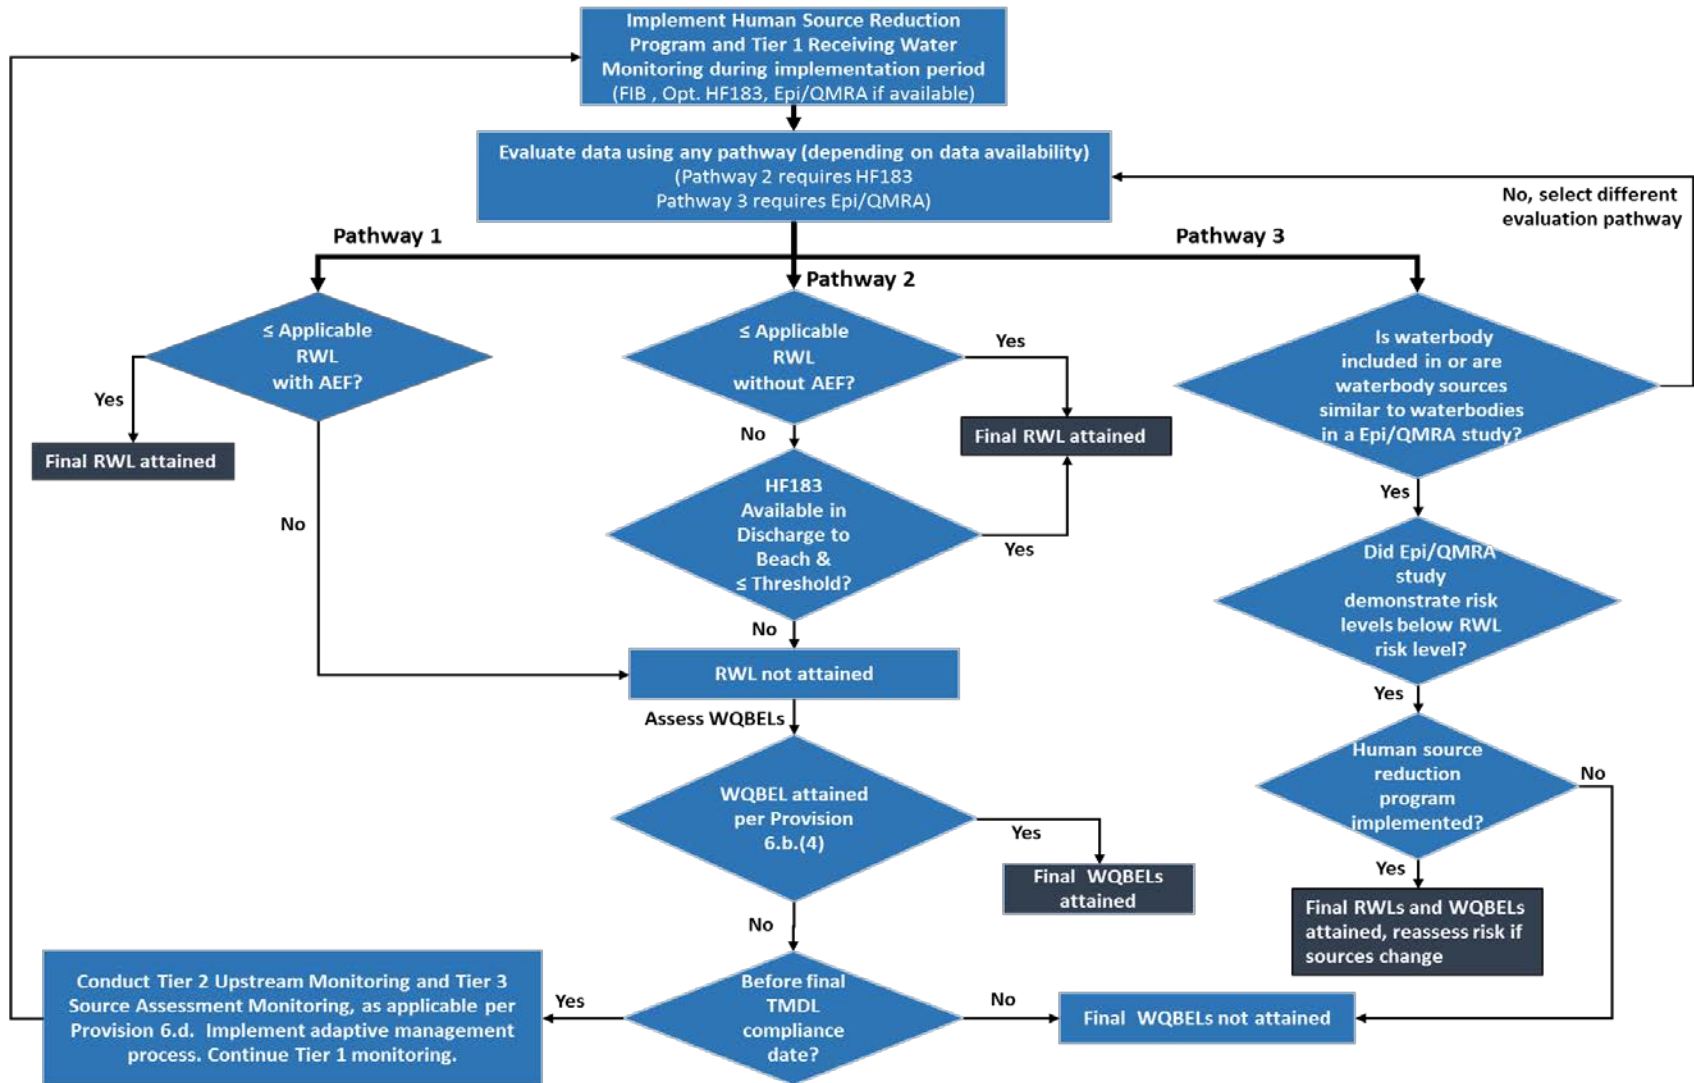 Implement Human Source Reduction
Program and Tier 1 Receiving Water
Monitoring during implementation period
(FIB , Opt. HF183, Epi/QMRA if available)
Evaluate data using any pathway (depending on data availability)
(Pathway 2 requires HF183
Pathway 3 requires Epi/QMRA)
No, select different
evaluation pathway
Pathway 1
Pathway 2
Pathway 3
≤ Applicable
RWL
with AEF?
Yes
Final RWL attained
No
≤ Applicable
RWL
without AEF?
Yes
Final RWL attained
No
HF183
Available in
Discharge to
Beach &
≤ Threshold?
Yes
No
RWL not attained
Assess WQBELs
WQBEL attained
per Provision
6.b.(4)
Yes
Final WQBELs
attained
No
Before final
TMDL
compliance
date?
Yes
Conduct Tier 2 Upstream Monitoring and Tier 3
Source Assessment Monitoring, as applicable per
Provision 6.d. Implement adaptive management
process. Continue Tier 1 monitoring.
No
Final WQBELs not attained
Is waterbody
included in or are
waterbody sources
similar to waterbodies
in a Epi/QMRA study?
Yes
Did Epi/QMRA
study
demonstrate risk
levels below RWL
risk level?
Yes
Human source
reduction
program
implemented?
No
Yes
Final RWLs and WQBELs
attained, reassess risk if
sources change